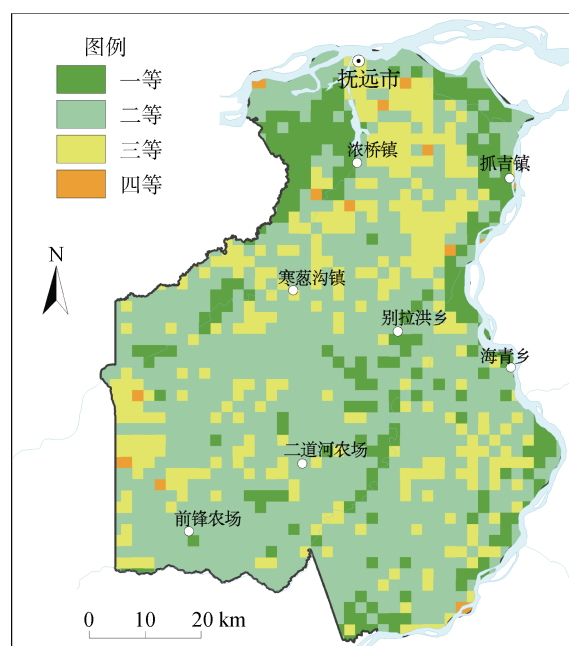 图例
一等
二等
三等
四等
抚远市
浓桥镇
抓吉镇
N
寒葱沟镇
别拉洪乡
海青乡
二道河农场
前锋农场
0 10 20 km